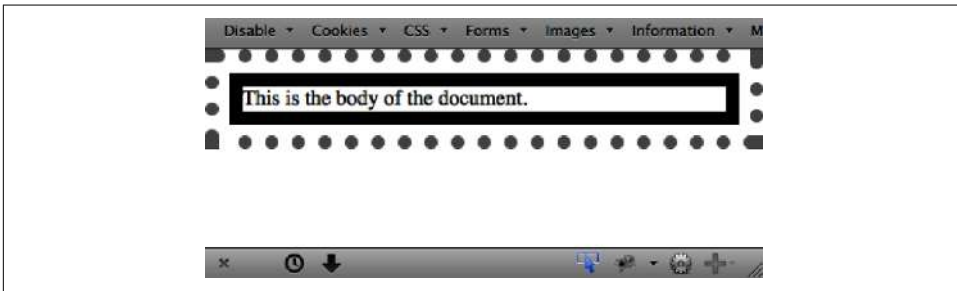 Disable Cookies CSS Forms Images Information M
This is the body of the document.